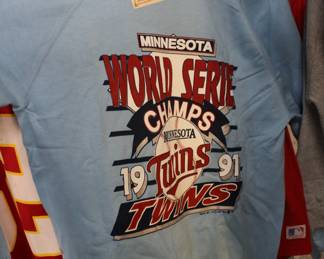 MINNESOTA
WORLD SERIE
CHAMPS
MINNESOTA
Twins
19 91
TWINS